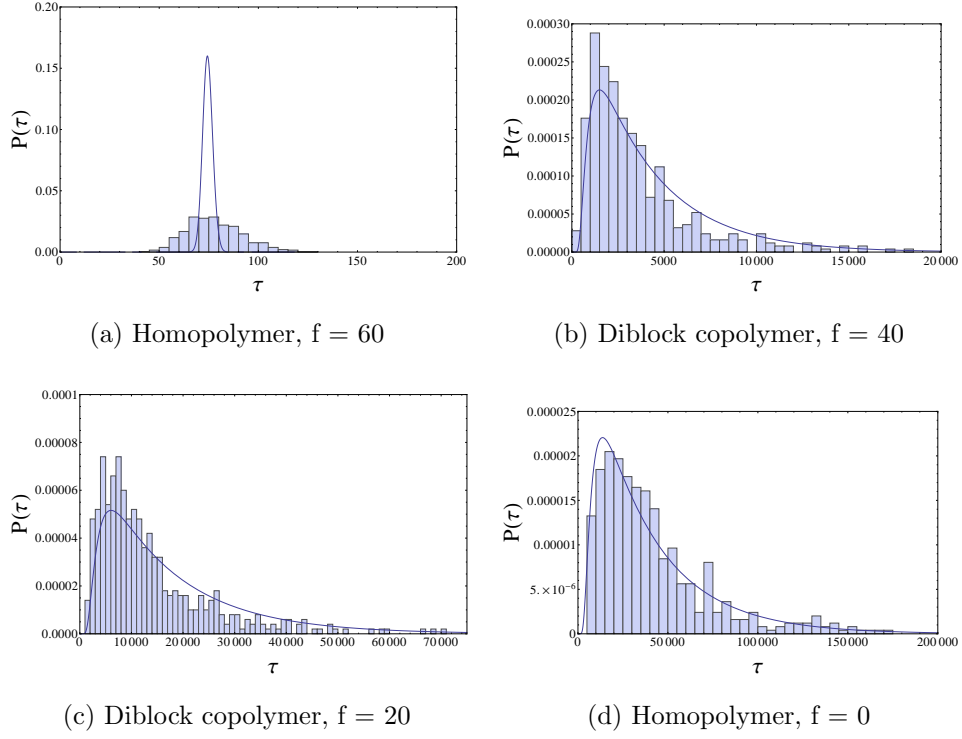 0.20
0.15
0.10
0.05
0.00
P(τ)
0 50 100 150 200
τ
(a) Homopolymer, f = 60
0.00030
0.00025
0.00020
0.00015
0.00010
0.00005
0.00000
P(τ)
0 5000 10 000 15 000 20 000
τ
(b) Diblock copolymer, f = 40
0.0001
0.00008
0.00006
0.00004
0.00002
0.0000
P(τ)
10 000 20 000 30 000 40 000 50 000 60 000 70 000
τ
(c) Diblock copolymer, f = 20
0.000025
0.00002
0.000015
0.00001
5. × 10⁻⁶
0
P(τ)
0 50 000 100 000 150 000 200 000
τ
(d) Homopolymer, f = 0